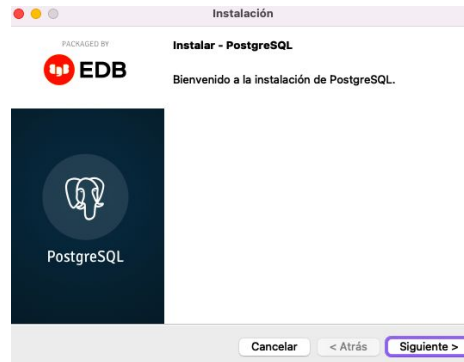 Instalación
PACKAGED BY
EDB
Instalar - PostgreSQL
Bienvenido a la instalación de PostgreSQL.
PostgreSQL
Cancelar
< Atrás
Siguiente >